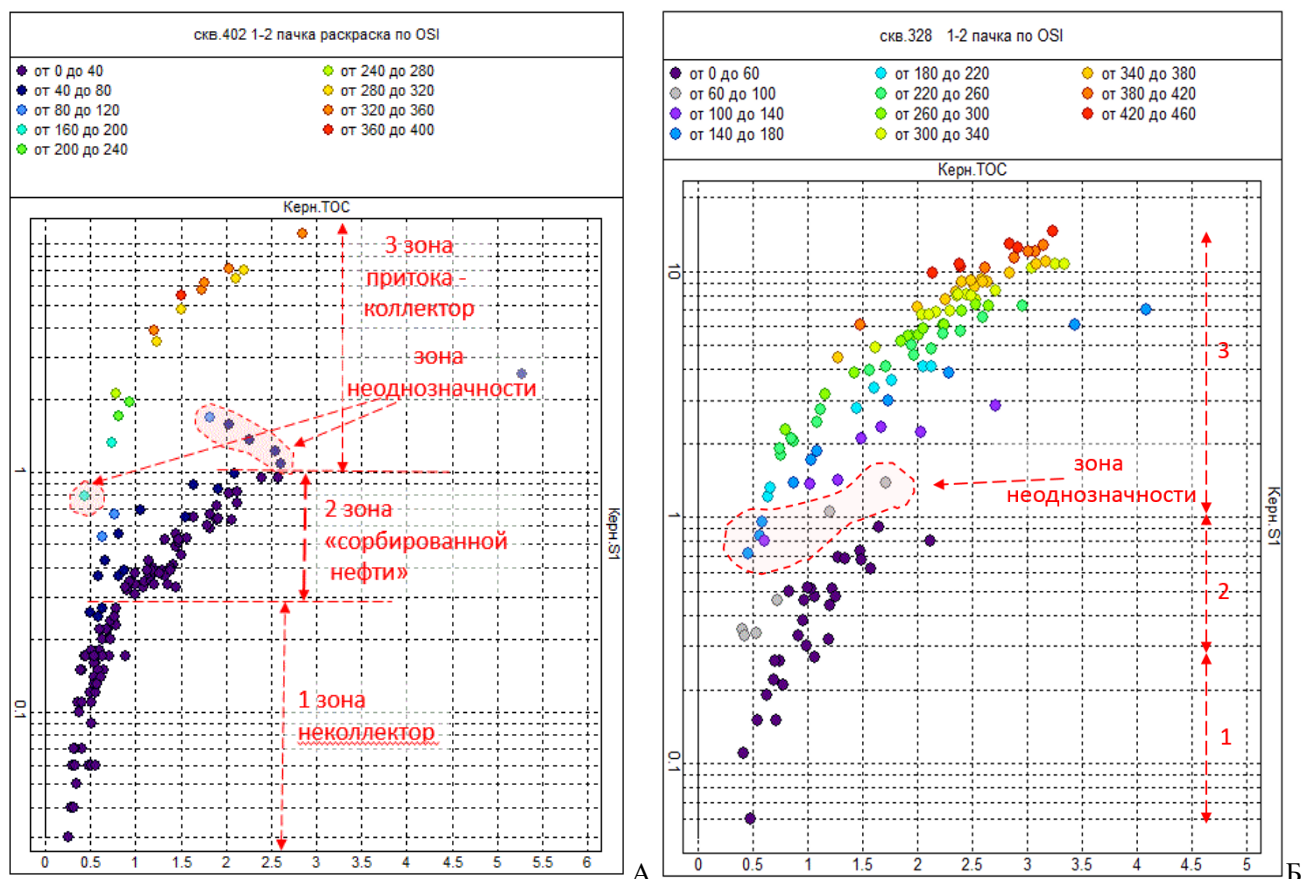 скв.402 1-2 пачка раскраска по OSI
от 0 до 40
от 40 до 80
от 80 до 120
от 160 до 200
от 200 до 240
от 240 до 280
от 280 до 320
от 320 до 360
от 360 до 400
Керн.TOC
3 зона
притока -
коллектор
зона
неоднозначности
2 зона
«сорбированной
нефти»
1 зона
неколлектор
1
0.1
Керн.S1
0 0.5 1 1.5 2 2.5 3 3.5 4 4.5 5 5.5 6
А
скв.328 1-2 пачка по OSI
от 0 до 60
от 60 до 100
от 100 до 140
от 140 до 180
от 180 до 220
от 220 до 260
от 260 до 300
от 300 до 340
от 340 до 380
от 380 до 420
от 420 до 460
Керн.TOC
10
1
0.1
3
зона
неоднозначности
2
1
Керн.S1
0 0.5 1 1.5 2 2.5 3 3.5 4 4.5 5
Б